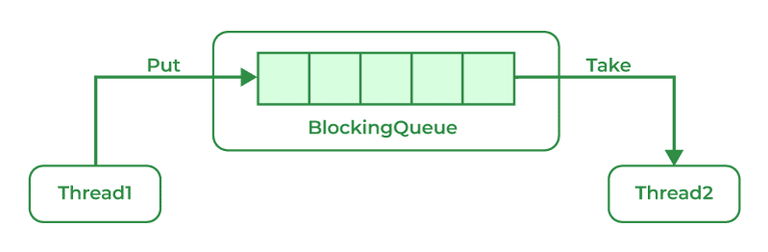 Put
Take
BlockingQueue
Thread1
Thread2